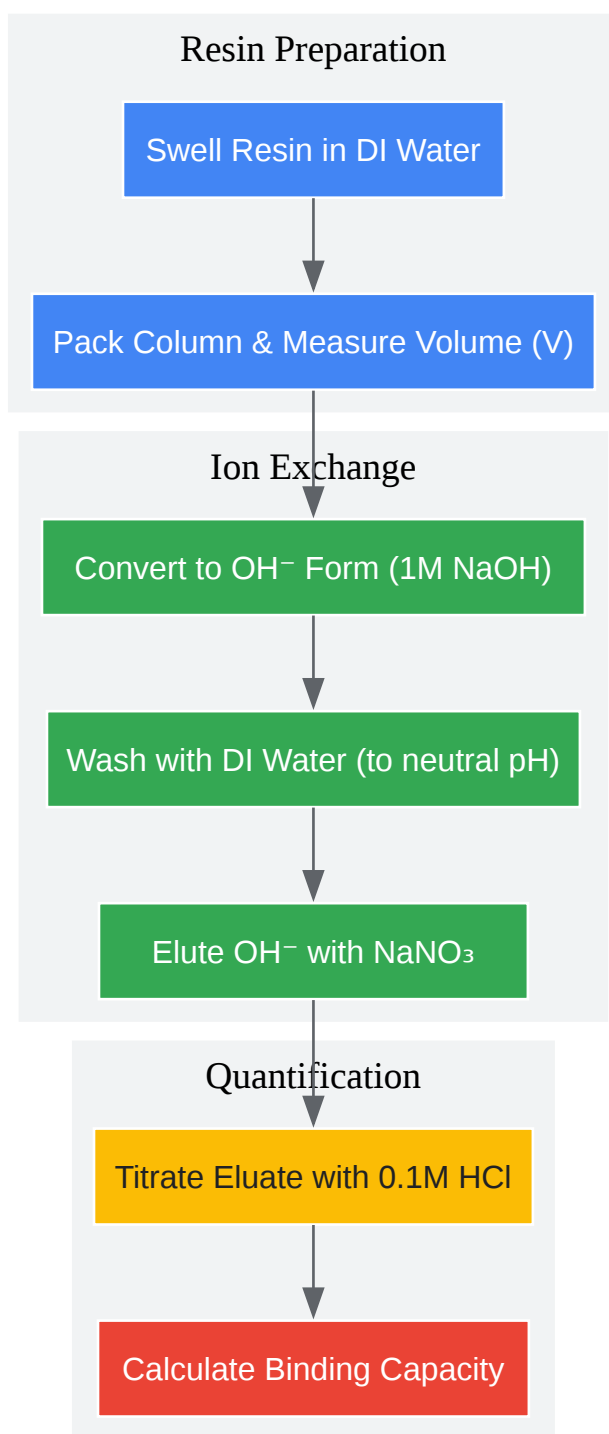 Resin Preparation
Swell Resin in DI Water
Pack Column & Measure Volume (V)
Ion Exchange
Convert to OH⁻ Form (1M NaOH)
Wash with DI Water (to neutral pH)
Elute OH⁻ with NaNO₃
Quantification
Titrate Eluate with 0.1M HCl
Calculate Binding Capacity